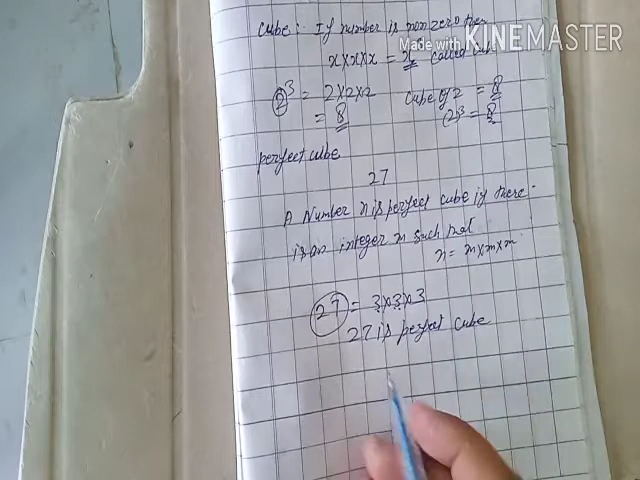 Made with KINEMASTER
Cube:- If number is non zero then
x×x×x = called cube
2³ = 2×2×2 Cube of 2 = 8
= 8 (2)³ = 8
perfect cube
27
A Number n is perfect cube if there
is an integer m such that
n = m×m×m
27 = 3×3×3
27 is perfect cube